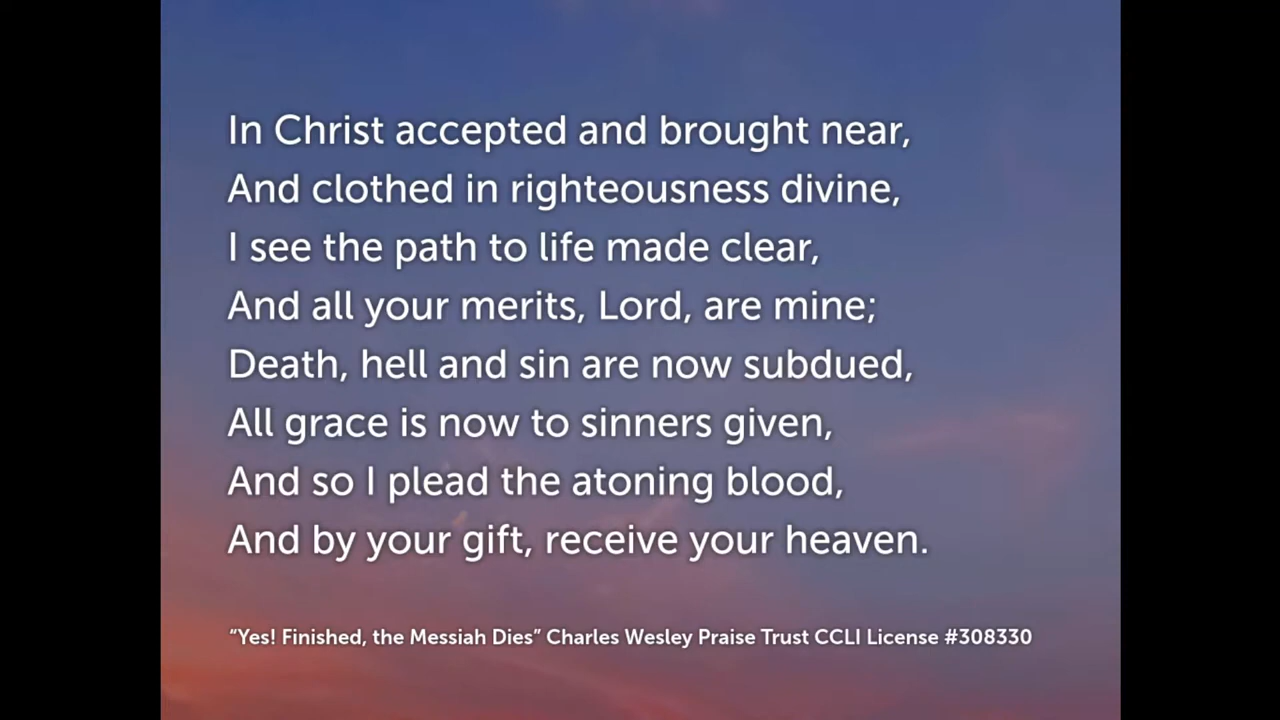 In Christ accepted and brought near,
And clothed in righteousness divine,
I see the path to life made clear,
And all your merits, Lord, are mine;
Death, hell and sin are now subdued,
All grace is now to sinners given,
And so I plead the atoning blood,
And by your gift, receive your heaven.
“Yes! Finished, the Messiah Dies” Charles Wesley Praise Trust CCLI License #308330